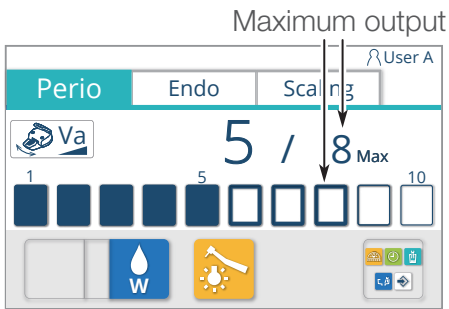 Maximum output
User A
Perio Endo Scaling
Va 5 / 8 Max
1 5 10
W